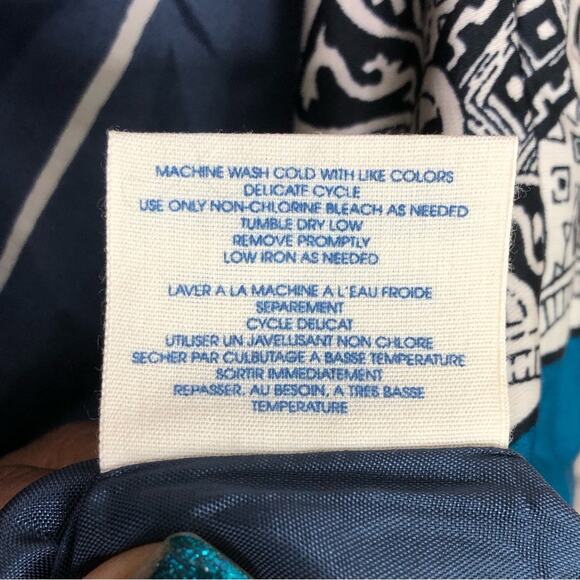 MACHINE WASH COLD WITH LIKE COLORS
DELICATE CYCLE
USE ONLY NON-CHLORINE BLEACH AS NEEDED
TUMBLE DRY LOW
REMOVE PROMPTLY
LOW IRON AS NEEDED
LAVER A LA MACHINE A L'EAU FROIDE
SEPAREMENT
CYCLE DELICAT
UTILISER UN JAVELLISANT NON CHLORE
SECHER PAR CULBUTAGE A BASSE TEMPERATURE
SORTIR IMMEDIATEMENT
REPASSER, AU BESOIN, A TRES BASSE
TEMPERATURE